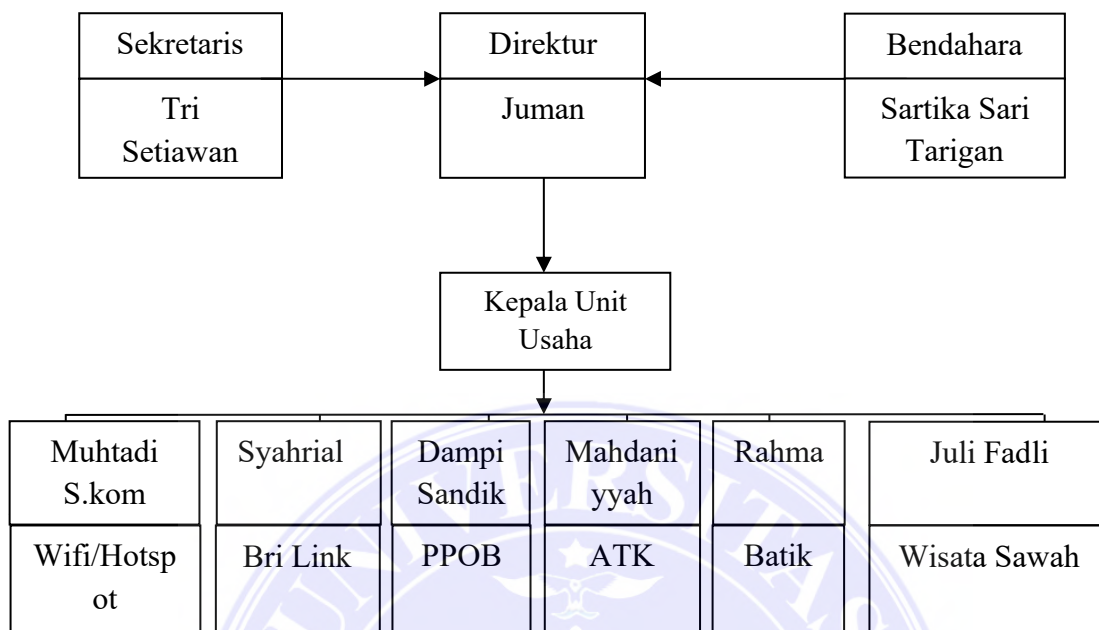 Sekretaris
Tri
Setiawan
Direktur
Juman
Bendahara
Sartika Sari
Tarigan
Kepala Unit
Usaha
Muhtadi
S.kom
Wifi/Hotsp
ot
Syahrial
Bri Link
Dampi
Sandik
PPOB
Mahdani
yyah
ATK
Rahma
Batik
Juli Fadli
Wisata Sawah
UNIVERSITAS